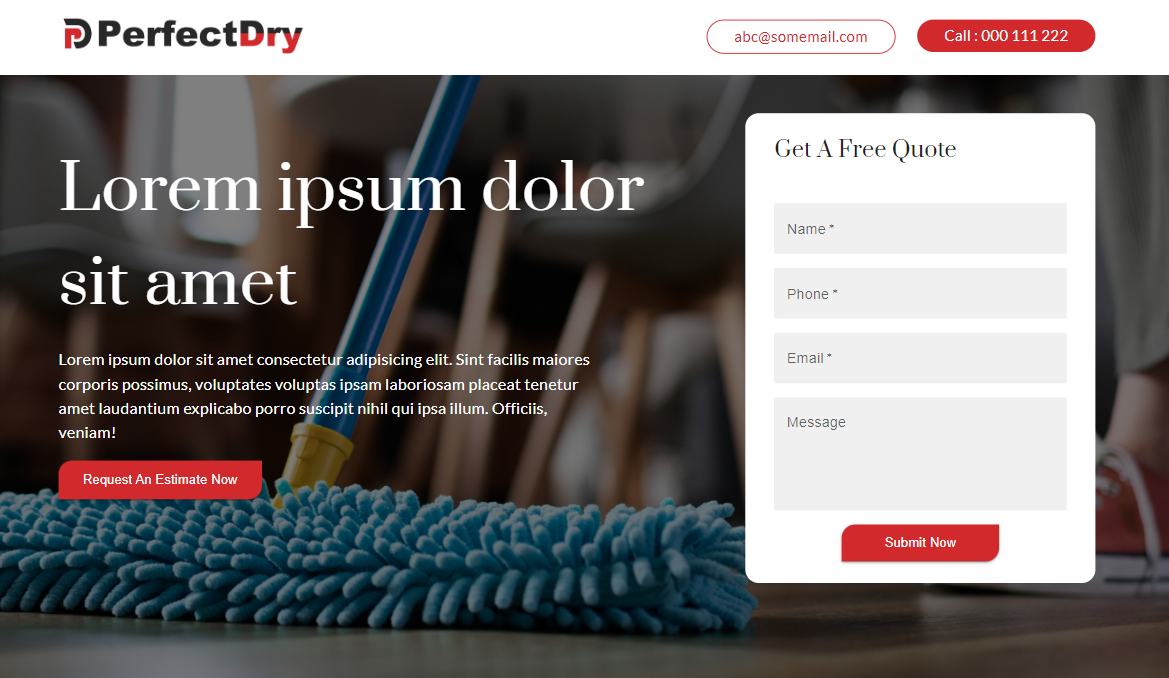 PerfectDry
abc@somemail.com
Call : 000 111 222
Lorem ipsum dolor
sit amet
Lorem ipsum dolor sit amet consectetur adipisicing elit. Sint facilis maiores
corporis possimus, voluptates voluptas ipsam laboriosam placeat tenetur
amet laudantium explicabo porro suscipit nihil qui ipsa illum. Officiis,
veniam!
Request An Estimate Now
Get A Free Quote
Name *
Phone *
Email *
Message
Submit Now